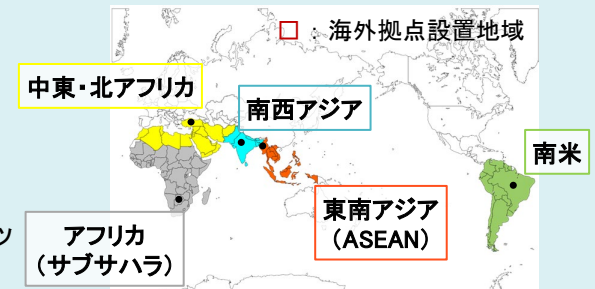 □ : 海外拠点設置地域
中東・北アフリカ
南西アジア
南米
東南アジア
（ASEAN）
ッ
アフリカ
（サブサハラ）